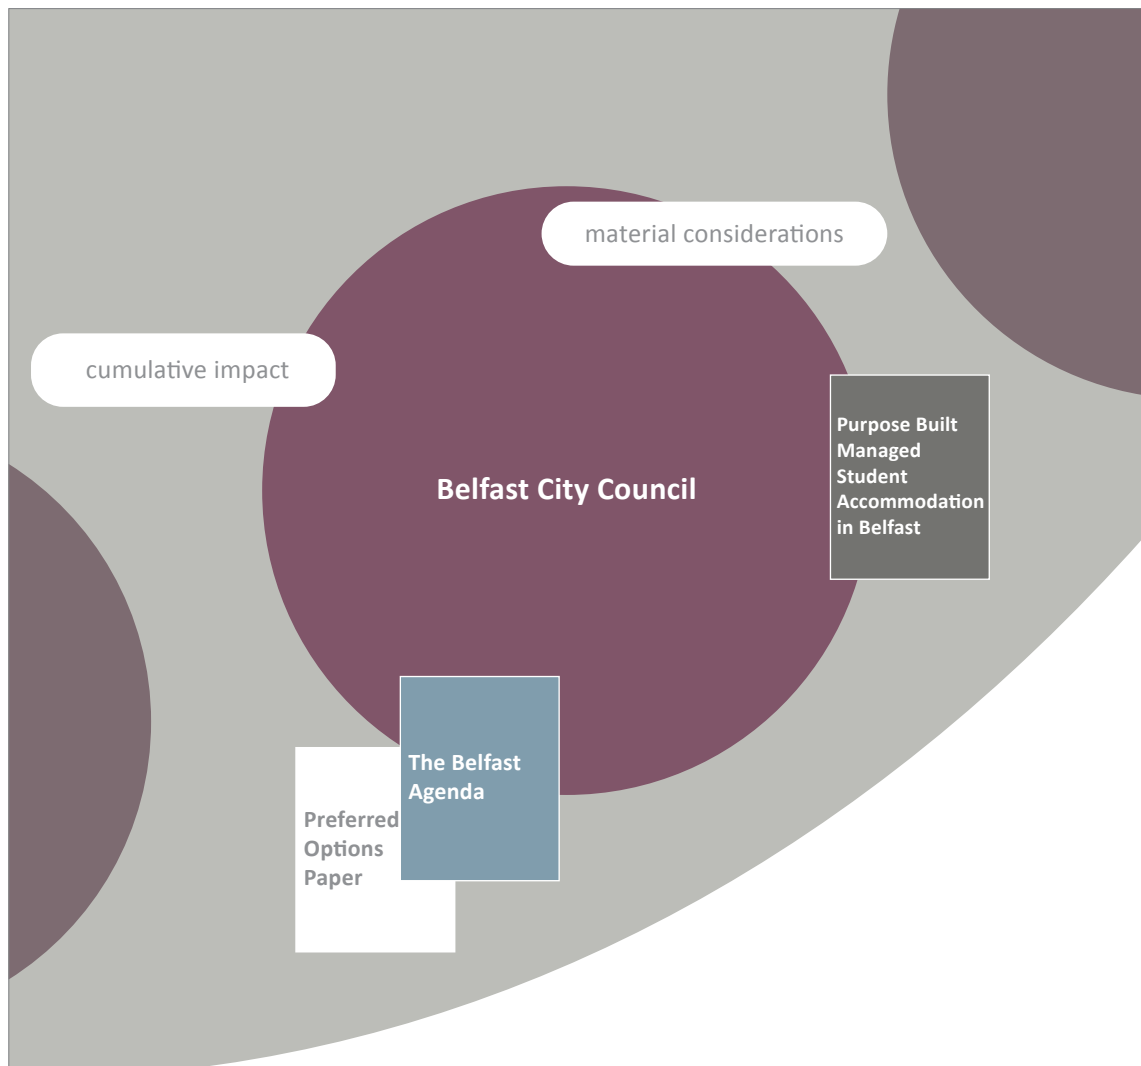 material considerations
cumulative impact
Belfast City Council
Purpose Built
Managed
Student
Accommodation
in Belfast
The Belfast
Agenda
Preferred
Options
Paper